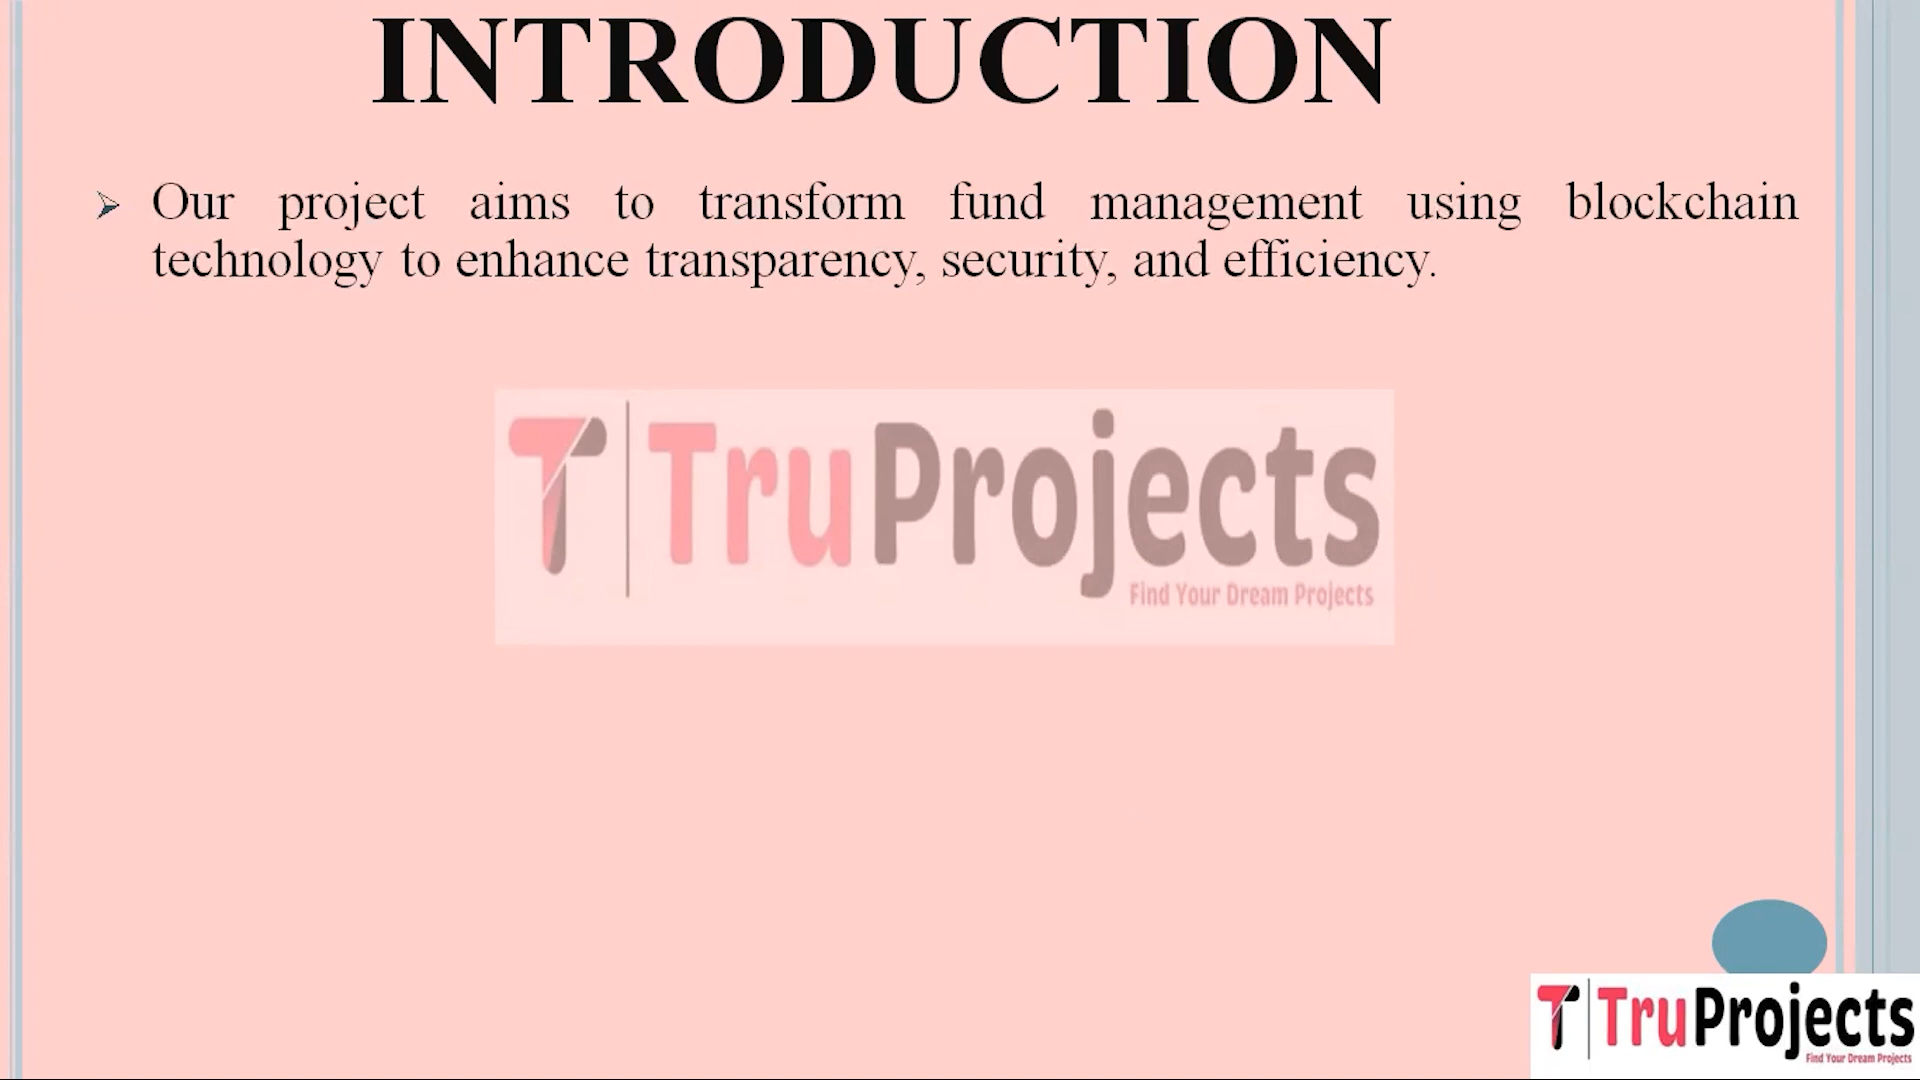 INTRODUCTION
➢ Our project aims to transform fund management using blockchain
technology to enhance transparency, security, and efficiency.
TruProjects
Find Your Dream Projects
TruProjects
Find Your Dream Projects